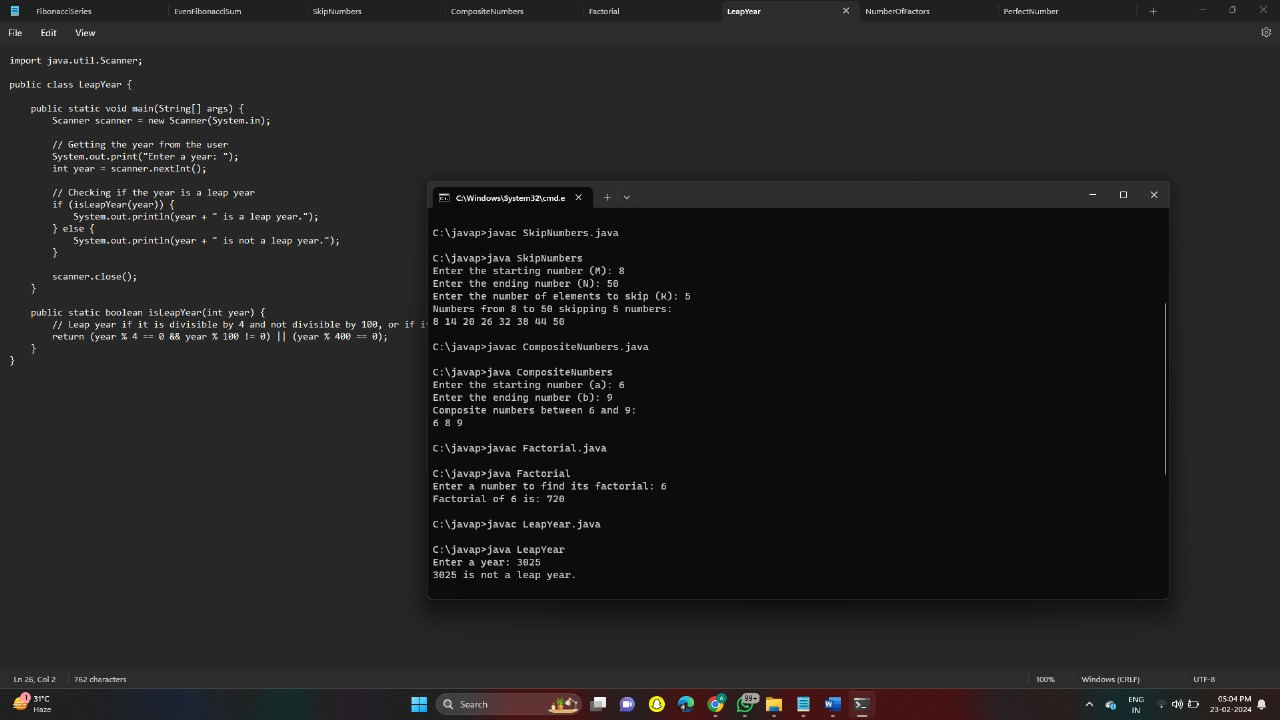 FibonacciSeries EvenFibonacciSum SkipNumbers CompositeNumbers Factorial LeapYear NumberOfFactors PerfectNumber
File Edit View
import java.util.Scanner;
public class LeapYear {
public static void main(String[] args) {
Scanner scanner = new Scanner(System.in);
// Getting the year from the user
System.out.print("Enter a year: ");
int year = scanner.nextInt();
// Checking if the year is a leap year
if (isLeapYear(year)) {
System.out.println(year + " is a leap year.");
} else {
System.out.println(year + " is not a leap year.");
}
scanner.close();
}
public static boolean isLeapYear(int year) {
// Leap year if it is divisible by 4 and not divisible by 100, or if
return (year % 4 == 0 && year % 100 != 0) || (year % 400 == 0);
}
}
C:\Windows\System32\cmd.e
C:\javap>javac SkipNumbers.java
C:\javap>java SkipNumbers
Enter the starting number (M): 8
Enter the ending number (N): 50
Enter the number of elements to skip (K): 5
Numbers from 8 to 50 skipping 5 numbers:
8 14 20 26 32 38 44 50
C:\javap>javac CompositeNumbers.java
C:\javap>java CompositeNumbers
Enter the starting number (a): 6
Enter the ending number (b): 9
Composite numbers between 6 and 9:
6 8 9
C:\javap>javac Factorial.java
C:\javap>java Factorial
Enter a number to find its factorial: 6
Factorial of 6 is: 720
C:\javap>javac LeapYear.java
C:\javap>java LeapYear
Enter a year: 3025
3025 is not a leap year.
Ln 26, Col 2 762 characters 100% Windows (CRLF) UTF-8
1 31°C
Haze
Search
99+
ENG
IN
05:04 PM
23-02-2024